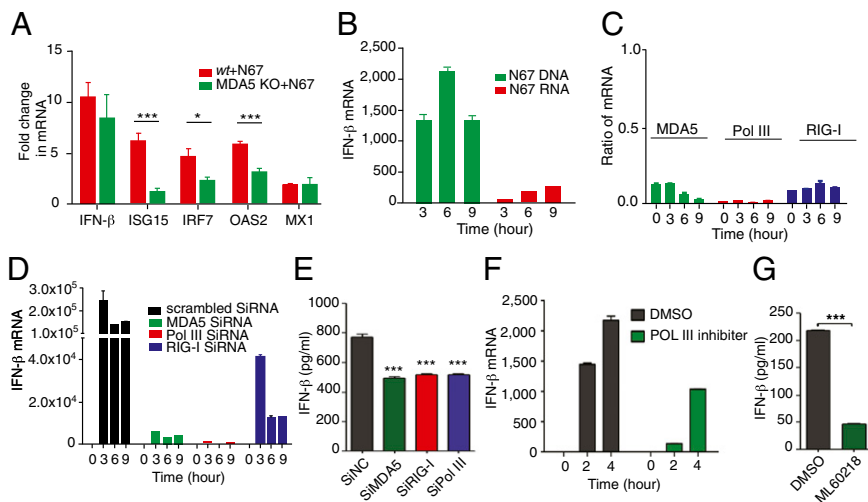 A
Fold change in mRNA
15
10
5
0
wt+N67
MDA5 KO+N67
***
*
***
IFN-β ISG15 IRF7 OAS2 MX1
B
IFN-β mRNA
2,500
2,000
1,500
1,000
500
0
N67 DNA
N67 RNA
3 6 9 3 6 9
Time (hour)
C
Ratio of mRNA
1.0
0.5
0.0
MDA5 Pol III RIG-I
0 3 6 9 0 3 6 9 0 3 6 9
Time (hour)
D
IFN-β mRNA
3.0x10⁵
2.0x10⁵
1.0x10⁵
4.0x10⁴
2.0x10⁴
0
scrambled SiRNA
MDA5 SiRNA
Pol III SiRNA
RIG-I SiRNA
0 3 6 9 0 3 6 9 0 3 6 9 0 3 6 9
Time (hour)
E
IFN-β (pg/ml)
1000
800
600
400
200
0
*** *** ***
SiNC SiMDA5 SiRIG-I SiPol III
F
IFN-β mRNA
2,500
2,000
1,500
1,000
500
0
DMSO
POL III inhibiter
0 2 4 0 2 4
Time (hour)
G
IFN-β (pg/ml)
250
200
150
100
50
0
***
DMSO ML60218